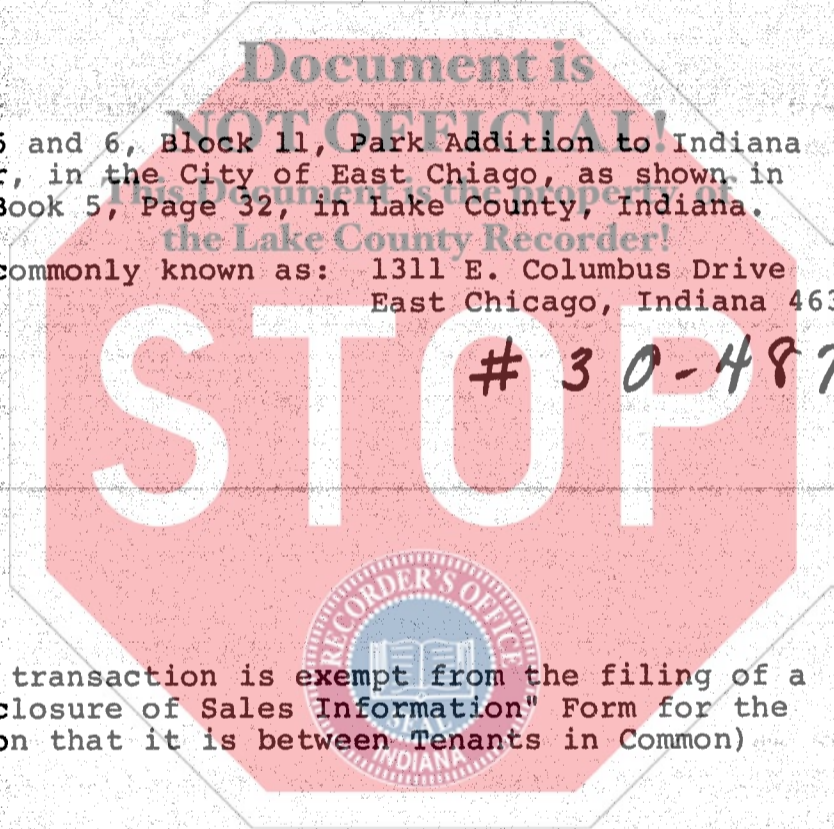 Document is
NOT OFFICIAL!
5 and 6, Block 11, Park Addition to Indiana
r, in the City of East Chiago, as shown in
This Document is the property of
Book 5, Page 32, in Lake County, Indiana.
the Lake County Recorder!
commonly known as: 1311 E. Columbus Drive
East Chicago, Indiana 463
# 30-487
STOP
RECORDER'S OFFICE
transaction is exempt from the filing of a
closure of Sales Information" Form for the
SEAL
on that it is between Tenants in Common)
INDIANA